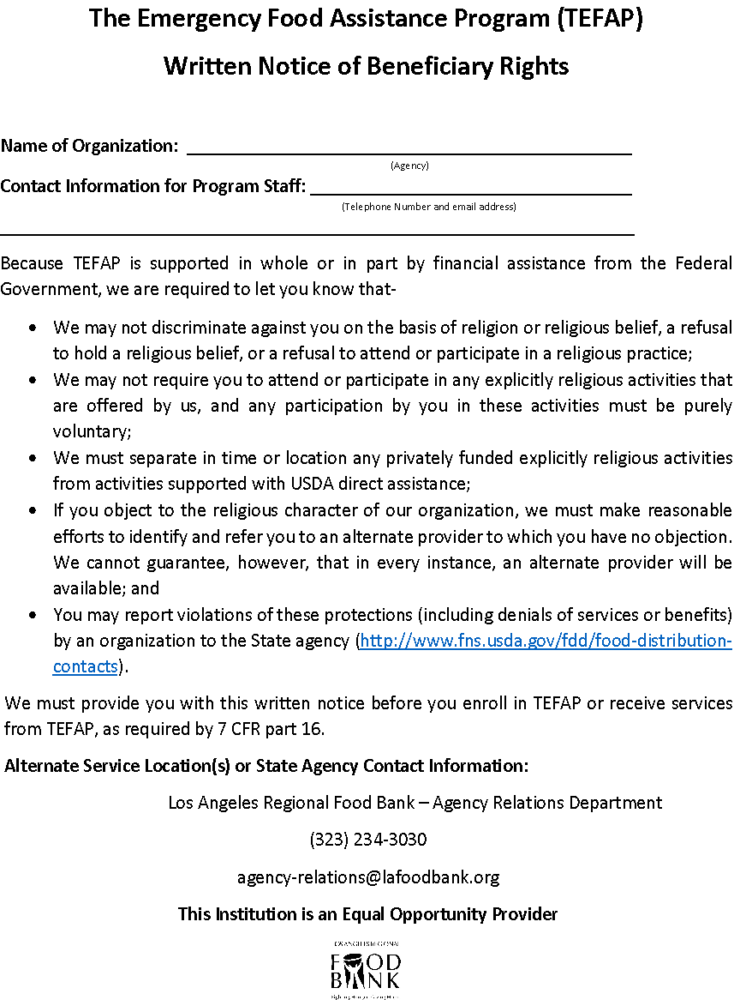 The Emergency Food Assistance Program (TEFAP)
Written Notice of Beneficiary Rights
Name of Organization:
(Agency)
Contact Information for Program Staff:
(Telephone Number and email address)
Because TEFAP is supported in whole or in part by financial assistance from the Federal
Government, we are required to let you know that-
• We may not discriminate against you on the basis of religion or religious belief, a refusal
to hold a religious belief, or a refusal to attend or participate in a religious practice;
• We may not require you to attend or participate in any explicitly religious activities that
are offered by us, and any participation by you in these activities must be purely
voluntary;
• We must separate in time or location any privately funded explicitly religious activities
from activities supported with USDA direct assistance;
• If you object to the religious character of our organization, we must make reasonable
efforts to identify and refer you to an alternate provider to which you have no objection.
We cannot guarantee, however, that in every instance, an alternate provider will be
available; and
• You may report violations of these protections (including denials of services or benefits)
by an organization to the State agency (http://www.fns.usda.gov/fdd/food-distribution-
contacts).
We must provide you with this written notice before you enroll in TEFAP or receive services
from TEFAP, as required by 7 CFR part 16.
Alternate Service Location(s) or State Agency Contact Information:
Los Angeles Regional Food Bank – Agency Relations Department
(323) 234-3030
agency-relations@lafoodbank.org
This Institution is an Equal Opportunity Provider
REGIONAL
FOOD
BANK